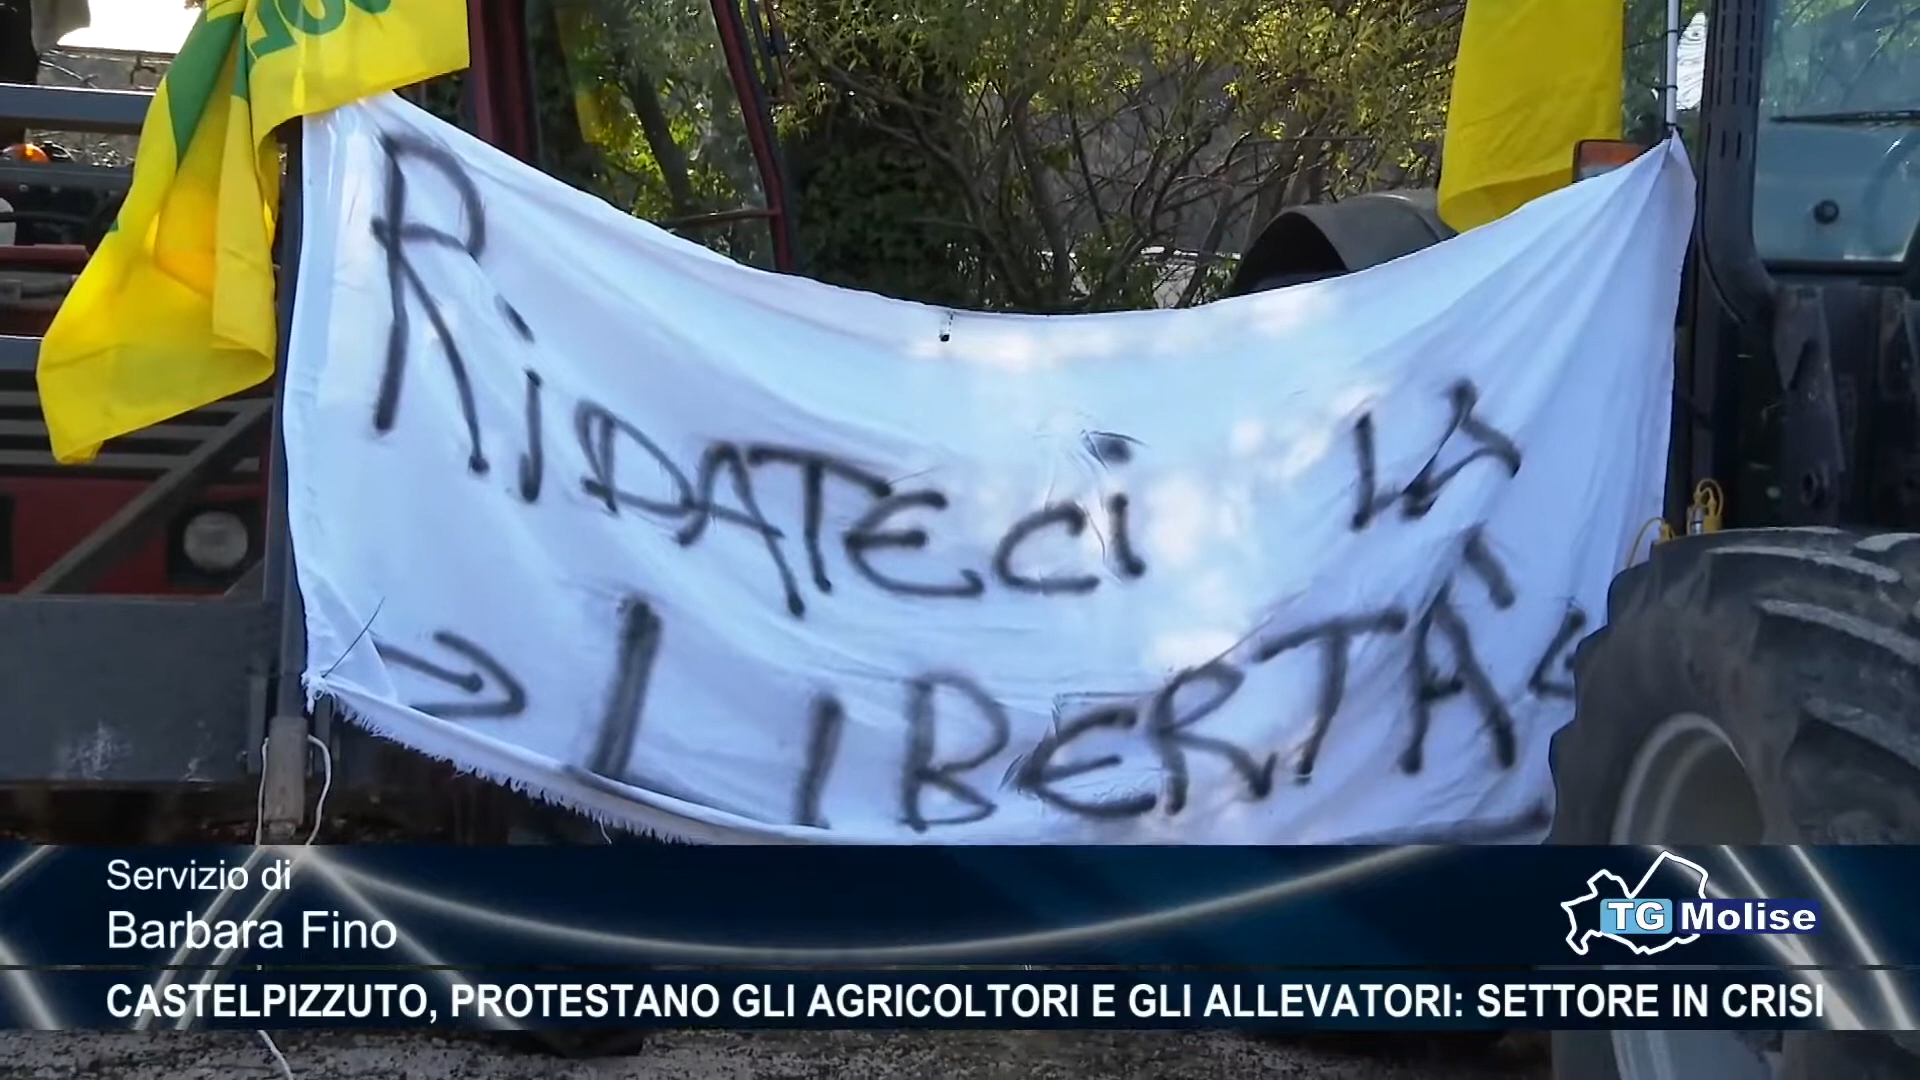 RiDATECi LA
→ LIBERTÀ
Servizio di
Barbara Fino
TG Molise
CASTELPIZZUTO, PROTESTANO GLI AGRICOLTORI E GLI ALLEVATORI: SETTORE IN CRISI